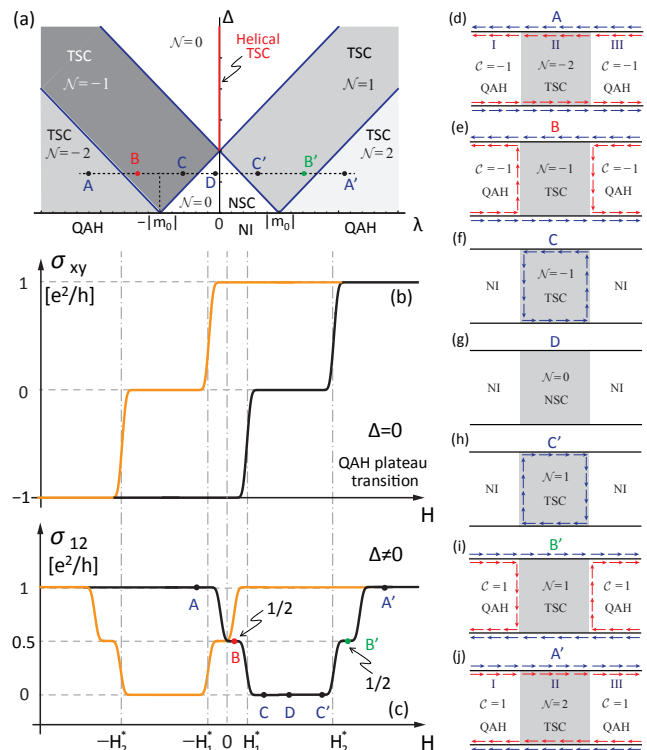 (a)
Δ
TSC
𝒩=−1
𝒩=0
Helical
TSC
TSC
𝒩=1
TSC
𝒩=−2
TSC
𝒩=2
A
B
C
D
C′
B′
A′
𝒩=0
NSC
QAH
−|m₀|
0
NI
|m₀|
QAH
λ
σxy
[e²/h]
(b)
1
0
−1
Δ=0
QAH plateau
transition
H
σ12
[e²/h]
Δ≠0
1
0.5
0
A
1/2
B
A′
B′
1/2
C
D
C′
(c)
−H₂*
−H₁*
0
H₁*
H₂*
H
(d)
A
I
II
III
𝒞=−1
𝒩=−2
𝒞=−1
QAH
TSC
QAH
(e)
B
𝒞=−1
𝒩=−1
𝒞=−1
QAH
TSC
QAH
(f)
C
NI
𝒩=−1
TSC
NI
(g)
D
NI
𝒩=0
NSC
NI
(h)
C′
NI
𝒩=1
TSC
NI
(i)
B′
𝒞=1
𝒩=1
𝒞=1
QAH
TSC
QAH
(j)
A′
I
II
III
𝒞=1
𝒩=2
𝒞=1
QAH
TSC
QAH